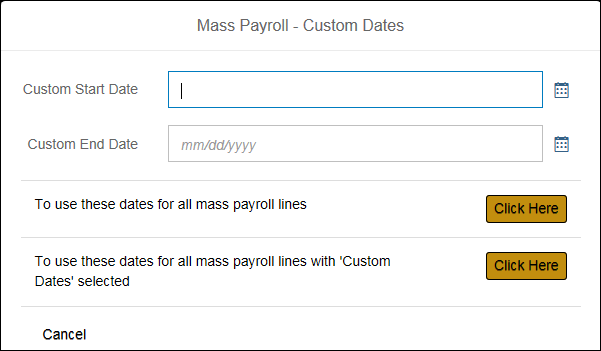 Mass Payroll - Custom Dates
Custom Start Date
Custom End Date mm/dd/yyyy
To use these dates for all mass payroll lines Click Here
To use these dates for all mass payroll lines with 'Custom Click Here
Dates' selected
Cancel